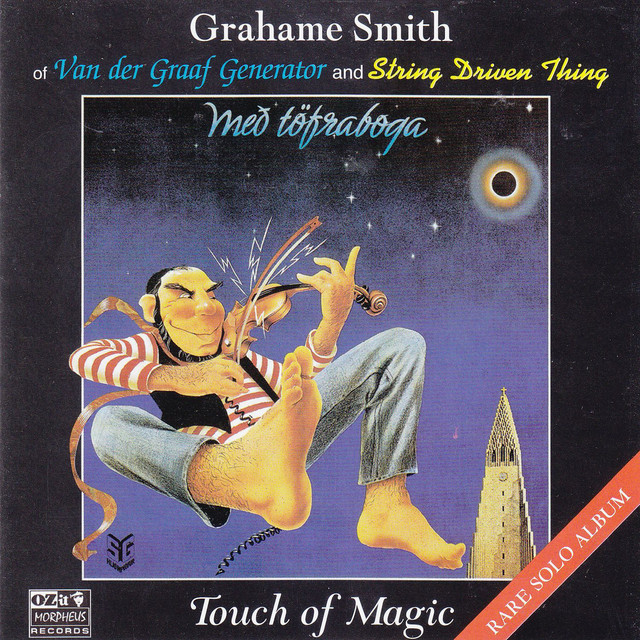 Grahame Smith
of Van der Graaf Generator and String Driven Thing
Með töfraboga
RARE SOLO ALBUM
OZit
MORPHEUS
RECORDS
Touch of Magic